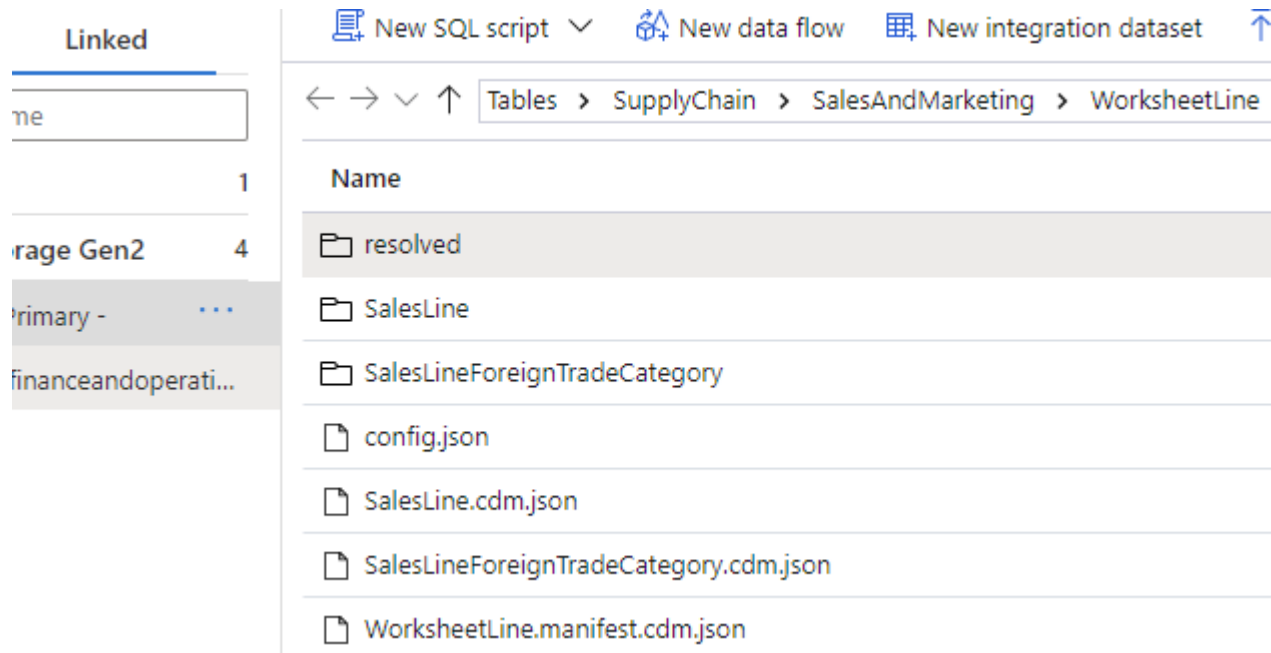 Linked
New SQL script
New data flow
New integration dataset
Tables > SupplyChain > SalesAndMarketing > WorksheetLine
me
1
Name
rage Gen2 4
resolved
Primary - ...
SalesLine
financeandoperati...
SalesLineForeignTradeCategory
config.json
SalesLine.cdm.json
SalesLineForeignTradeCategory.cdm.json
WorksheetLine.manifest.cdm.json